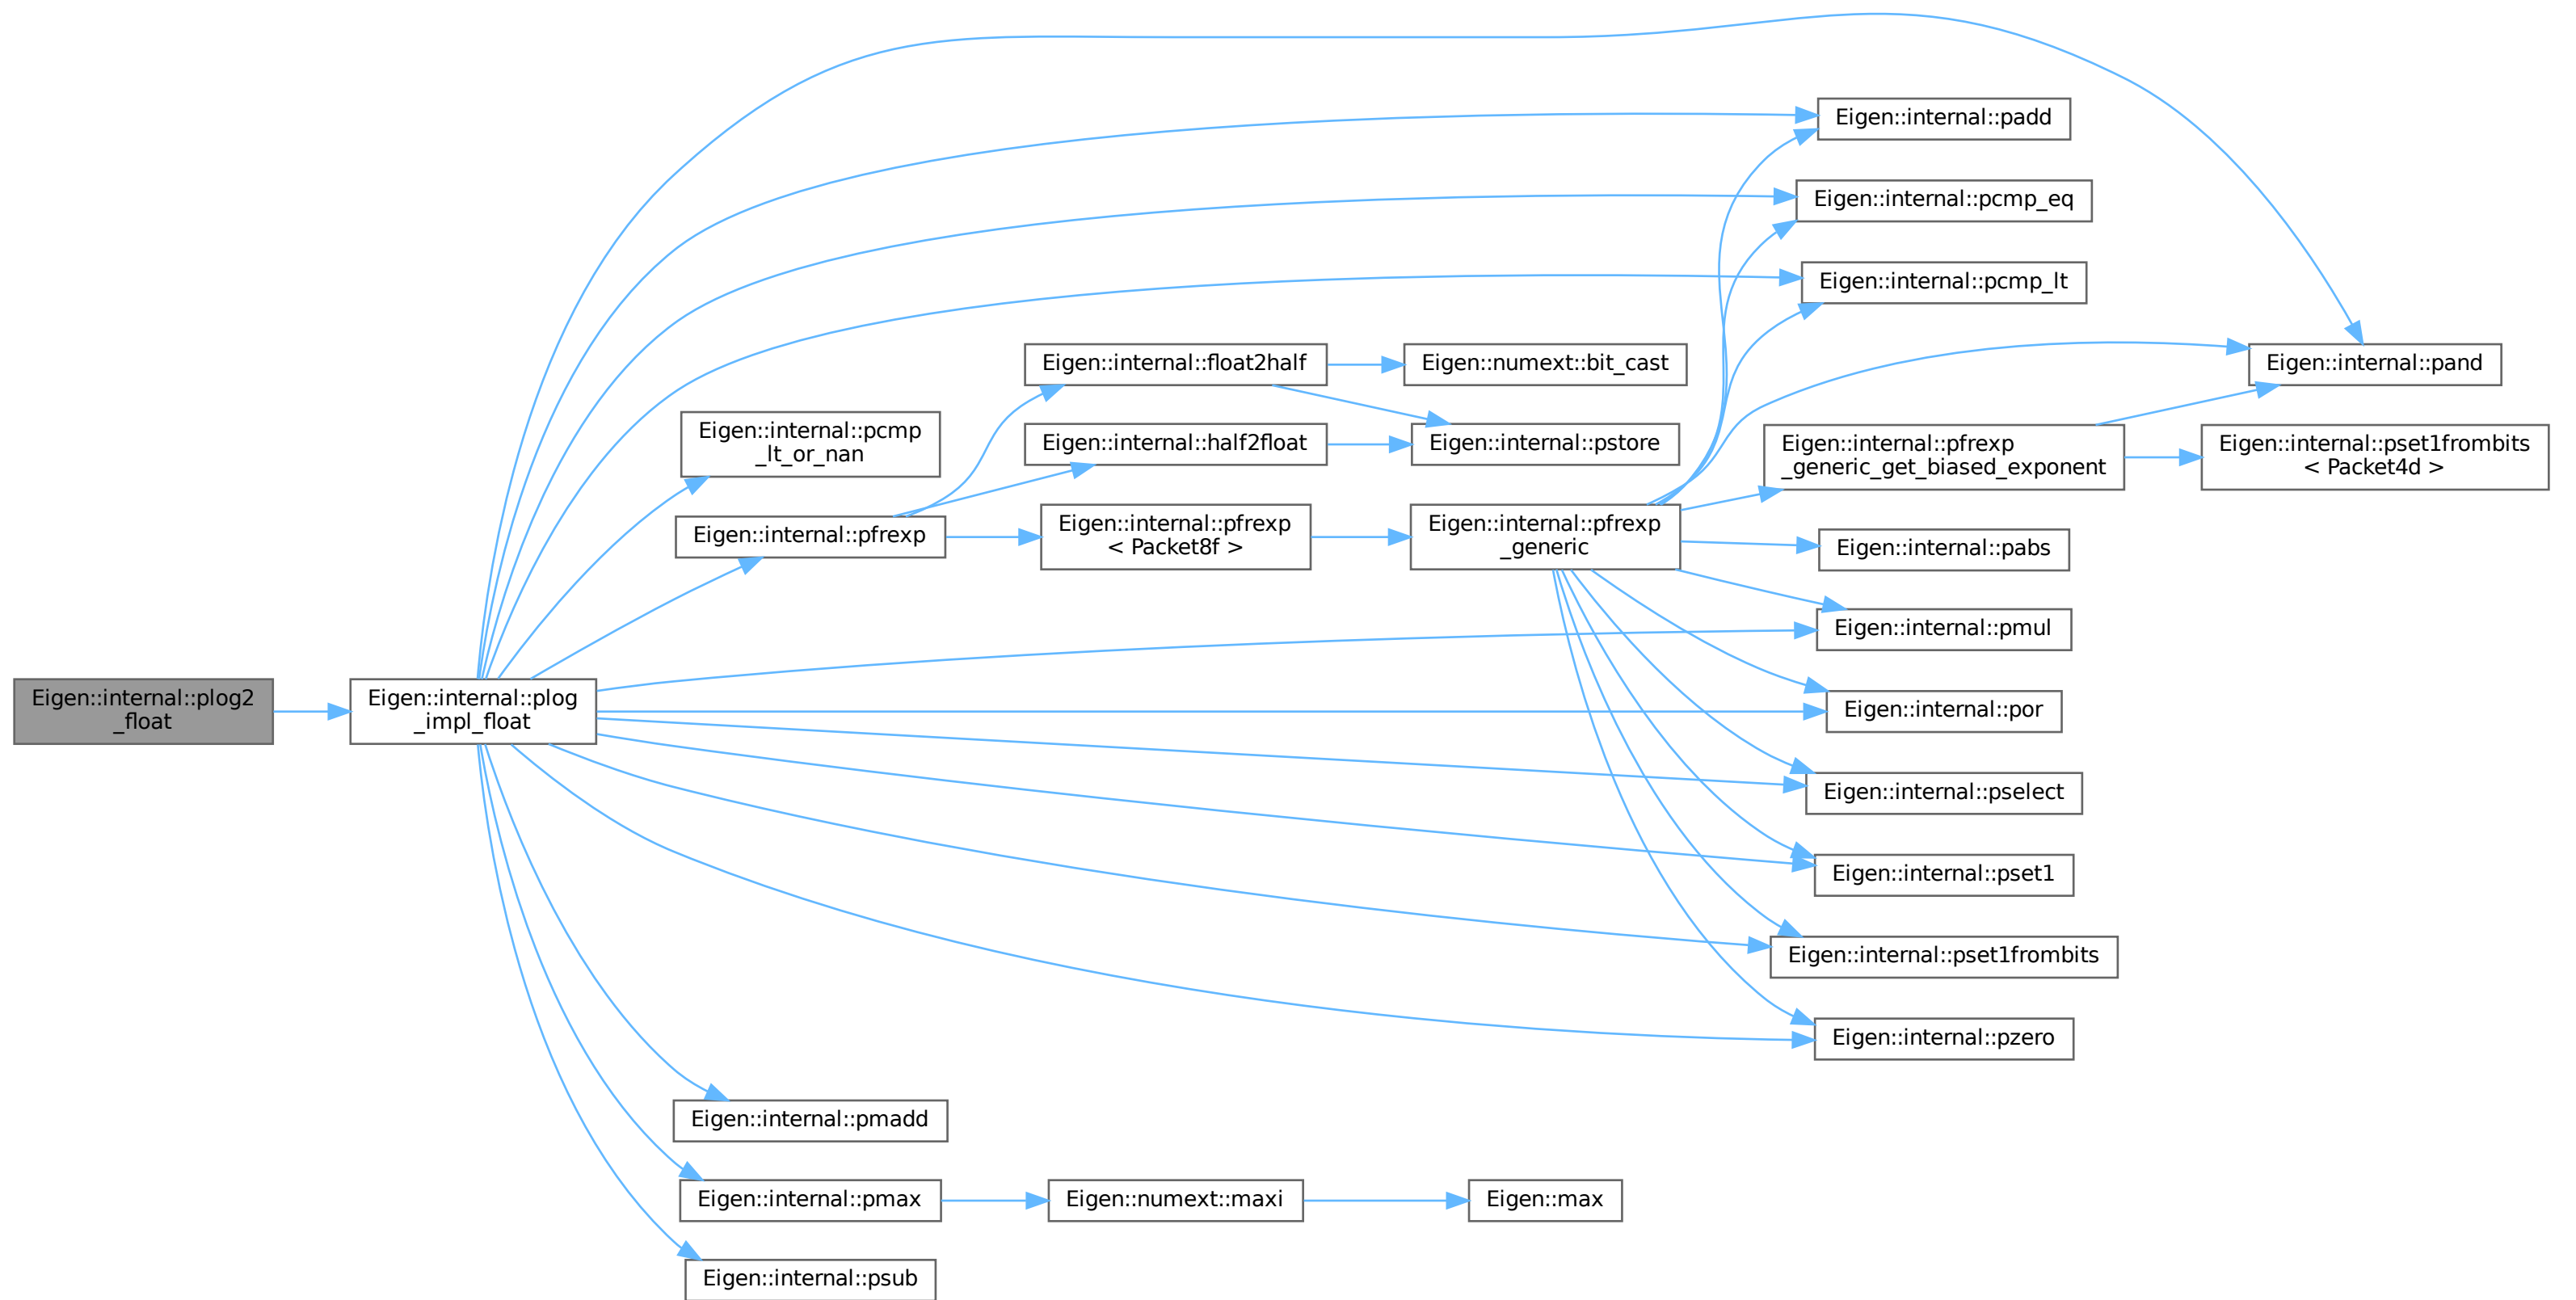 Eigen::internal::padd
Eigen::internal::pcmp_eq
Eigen::internal::pcmp_lt
Eigen::internal::float2half
Eigen::numext::bit_cast
Eigen::internal::pand
Eigen::internal::pcmp
_lt_or_nan
Eigen::internal::half2float
Eigen::internal::pstore
Eigen::internal::pfrexp
_generic_get_biased_exponent
Eigen::internal::pset1frombits
< Packet4d >
Eigen::internal::pfrexp
Eigen::internal::pfrexp
< Packet8f >
Eigen::internal::pfrexp
_generic
Eigen::internal::pabs
Eigen::internal::pmul
Eigen::internal::plog2
_float
Eigen::internal::plog
_impl_float
Eigen::internal::por
Eigen::internal::pselect
Eigen::internal::pset1
Eigen::internal::pset1frombits
Eigen::internal::pzero
Eigen::internal::pmadd
Eigen::internal::pmax
Eigen::numext::maxi
Eigen::max
Eigen::internal::psub